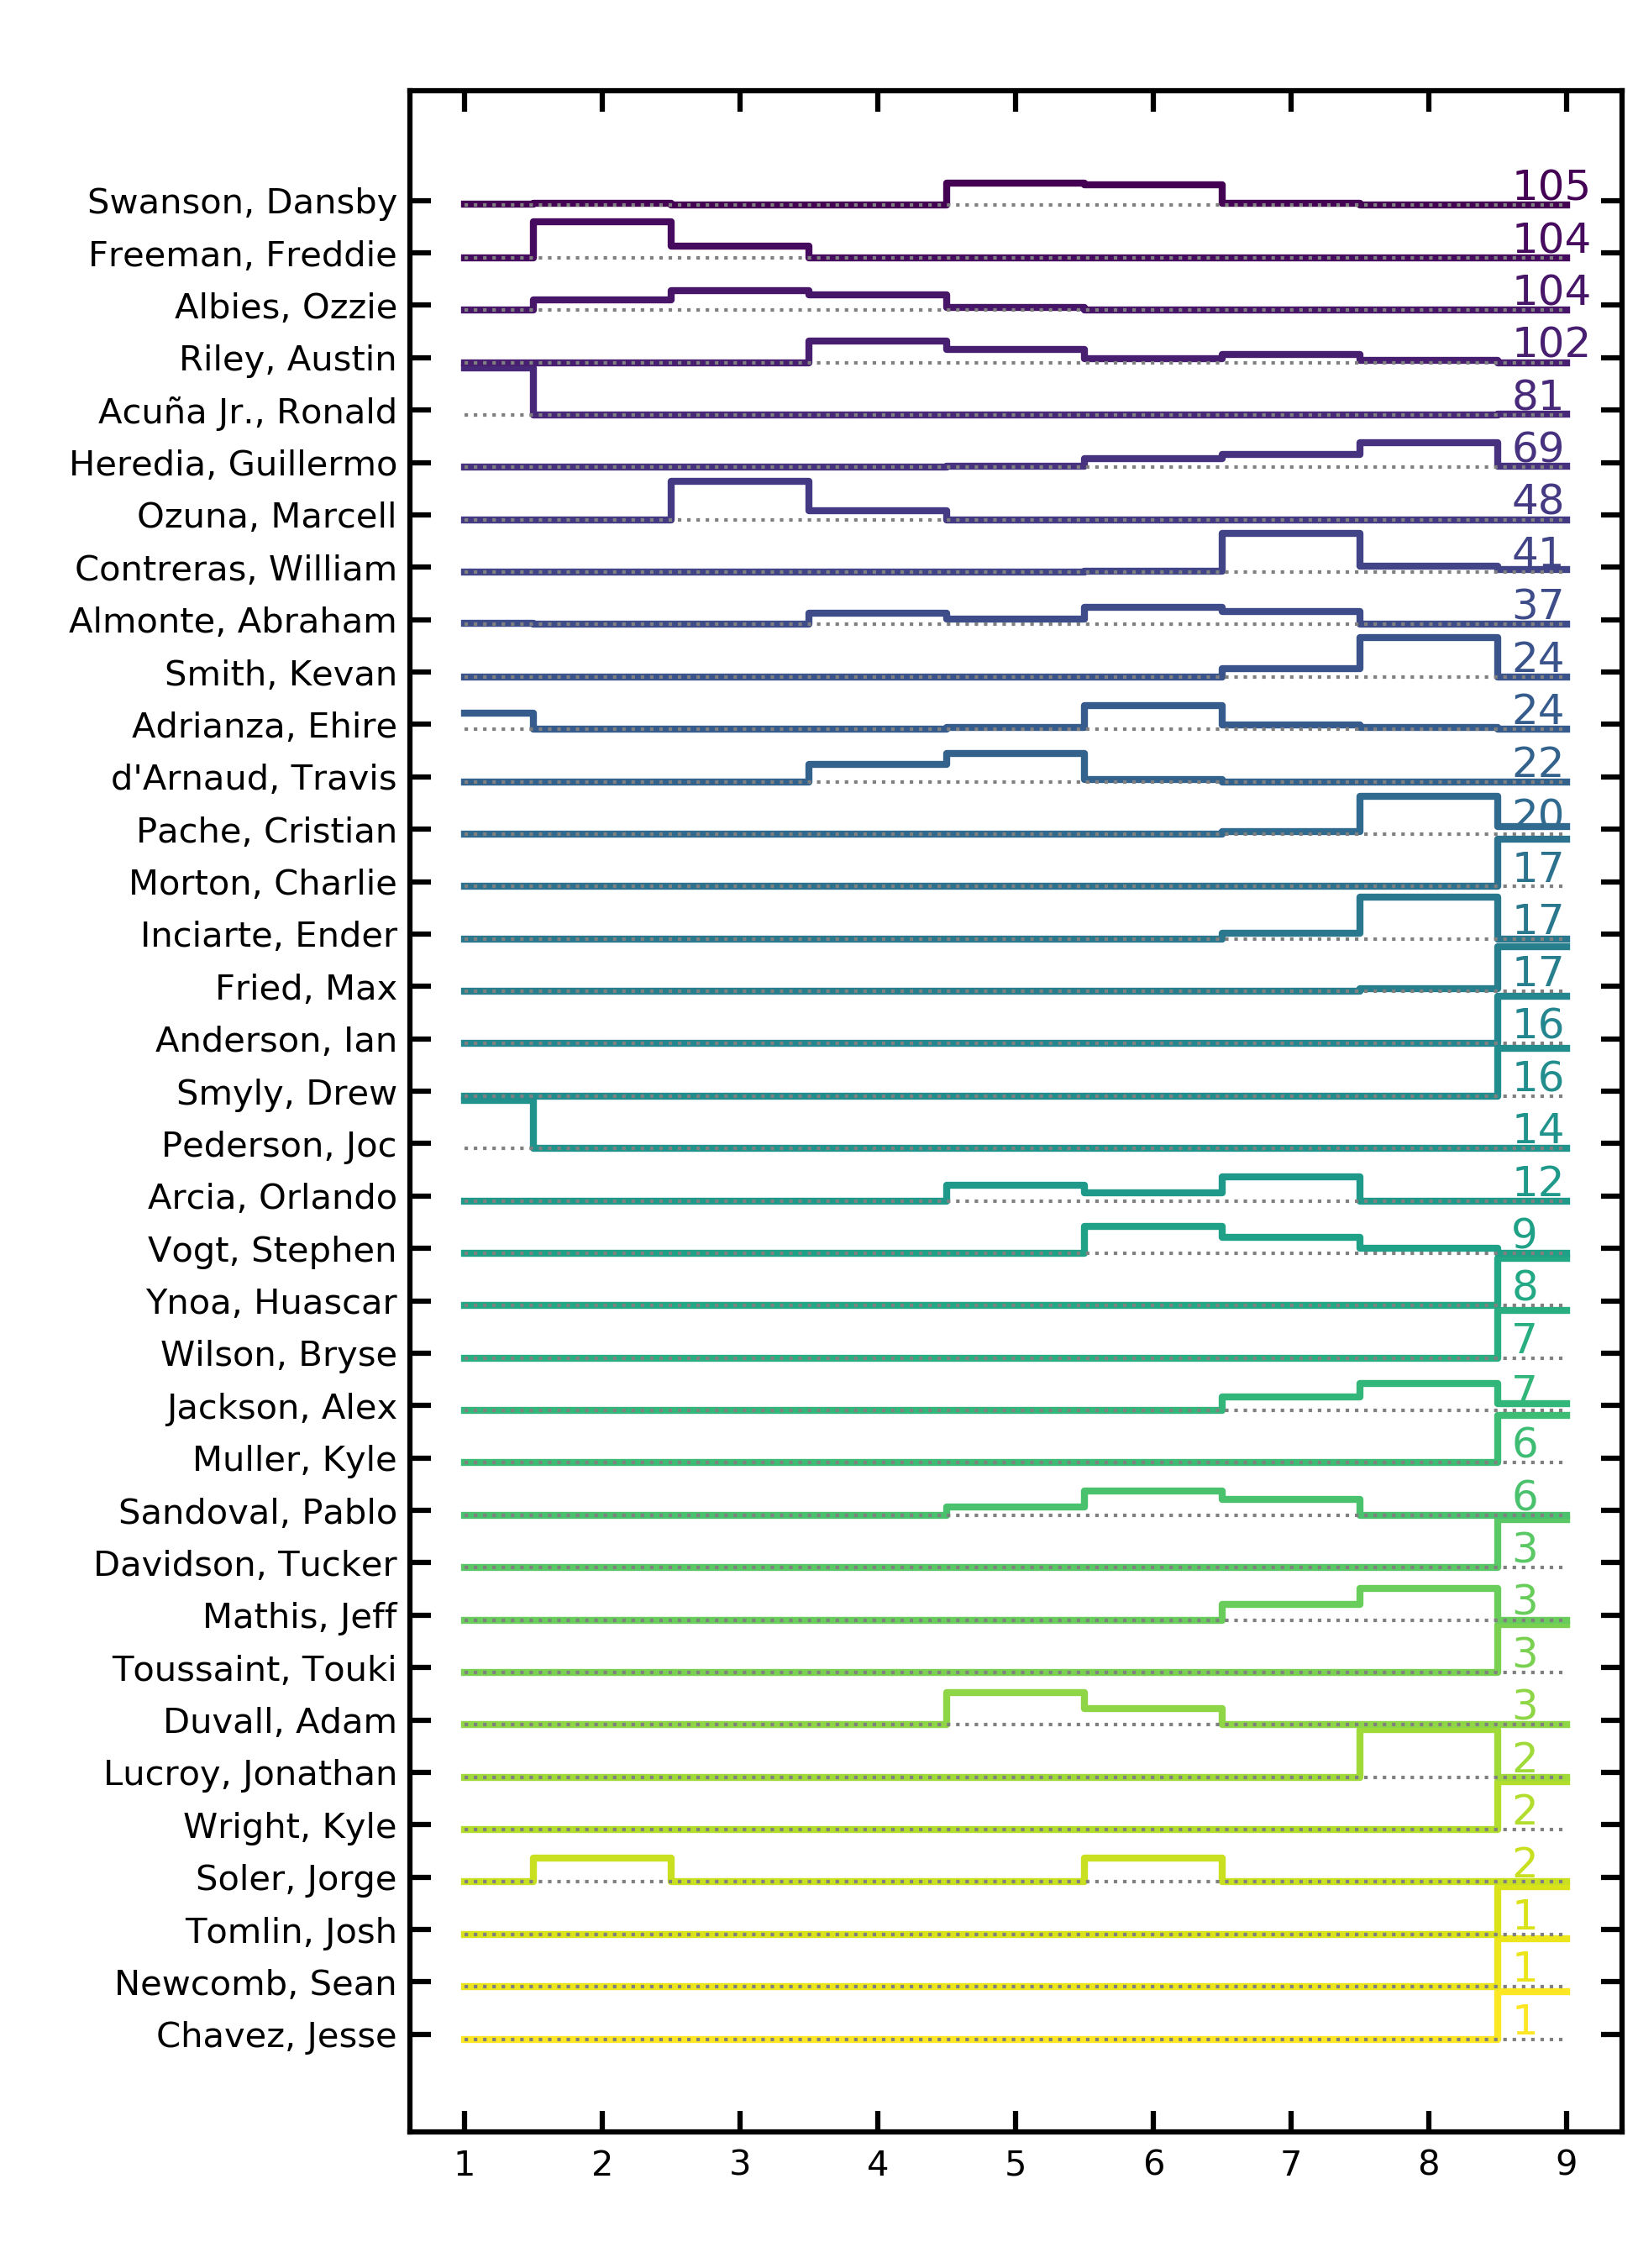 Swanson, Dansby 105
Freeman, Freddie 104
Albies, Ozzie 104
Riley, Austin 102
Acuña Jr., Ronald 81
Heredia, Guillermo 69
Ozuna, Marcell 48
Contreras, William 41
Almonte, Abraham 37
Smith, Kevan 24
Adrianza, Ehire 24
d'Arnaud, Travis 22
Pache, Cristian 20
Morton, Charlie 17
Inciarte, Ender 17
Fried, Max 17
Anderson, Ian 16
Smyly, Drew 16
Pederson, Joc 14
Arcia, Orlando 12
Vogt, Stephen 9
Ynoa, Huascar 8
Wilson, Bryse 7
Jackson, Alex 7
Muller, Kyle 6
Sandoval, Pablo 6
Davidson, Tucker 3
Mathis, Jeff 3
Toussaint, Touki 3
Duvall, Adam 3
Lucroy, Jonathan 2
Wright, Kyle 2
Soler, Jorge 2
Tomlin, Josh 1
Newcomb, Sean 1
Chavez, Jesse 1
1 2 3 4 5 6 7 8 9